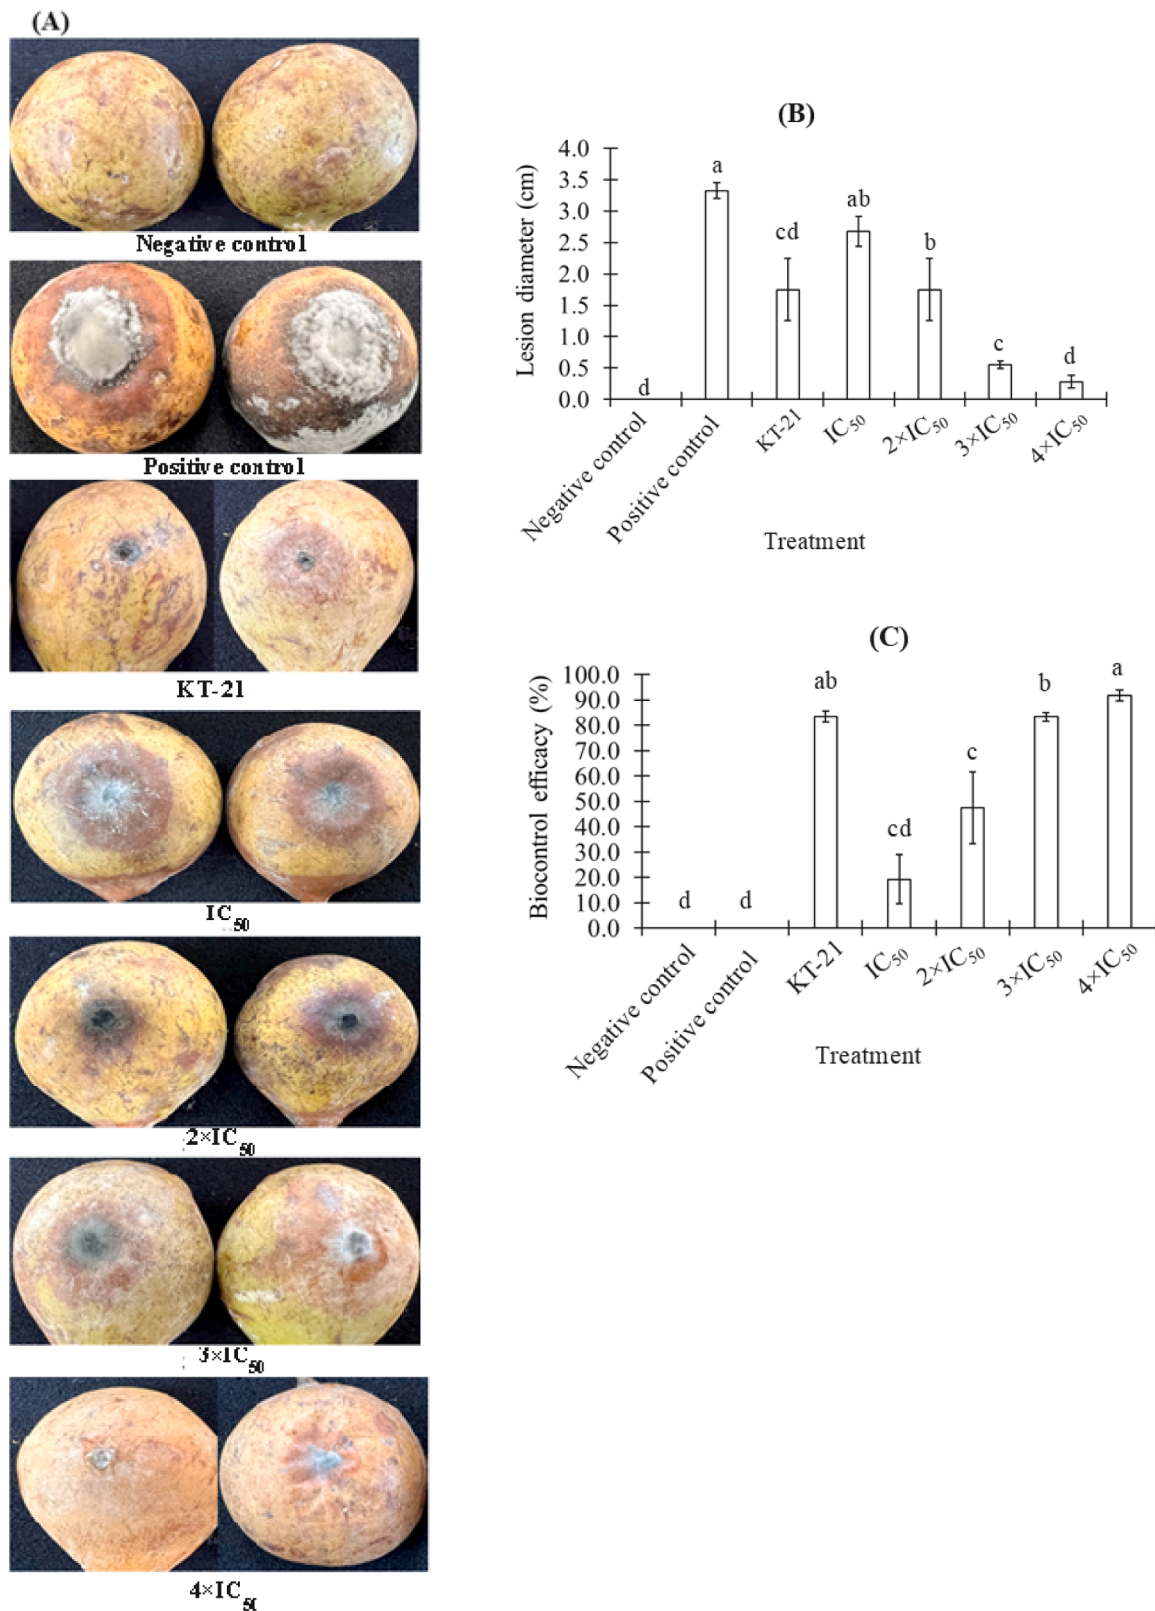 (A)
Negative control
Positive control
KT-21
IC50
2×IC50
3×IC50
4×IC50
(B)
Lesion diameter (cm)
4.0
3.5
3.0
2.5
2.0
1.5
1.0
0.5
0.0
d
a
cd
ab
b
c
d
Negative control
Positive control
KT-21
IC50
2×IC50
3×IC50
4×IC50
Treatment
(C)
Biocontrol efficacy (%)
100.0
90.0
80.0
70.0
60.0
50.0
40.0
30.0
20.0
10.0
0.0
d
d
ab
cd
c
b
a
Negative control
Positive control
KT-21
IC50
2×IC50
3×IC50
4×IC50
Treatment